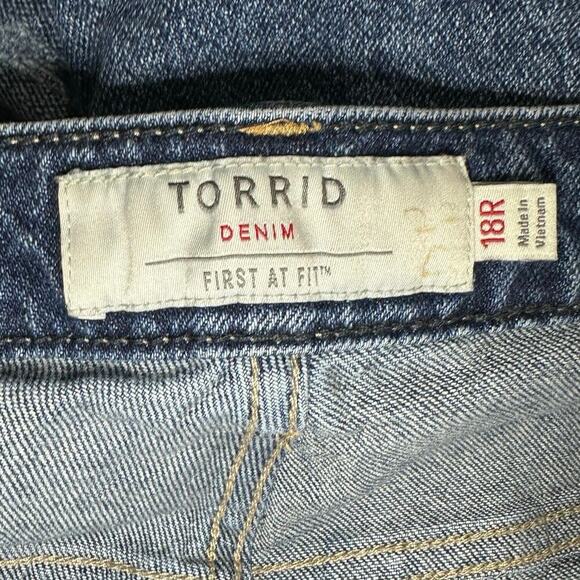 TORRID
DENIM
FIRST AT FIT™
18R
Made in
Vietnam